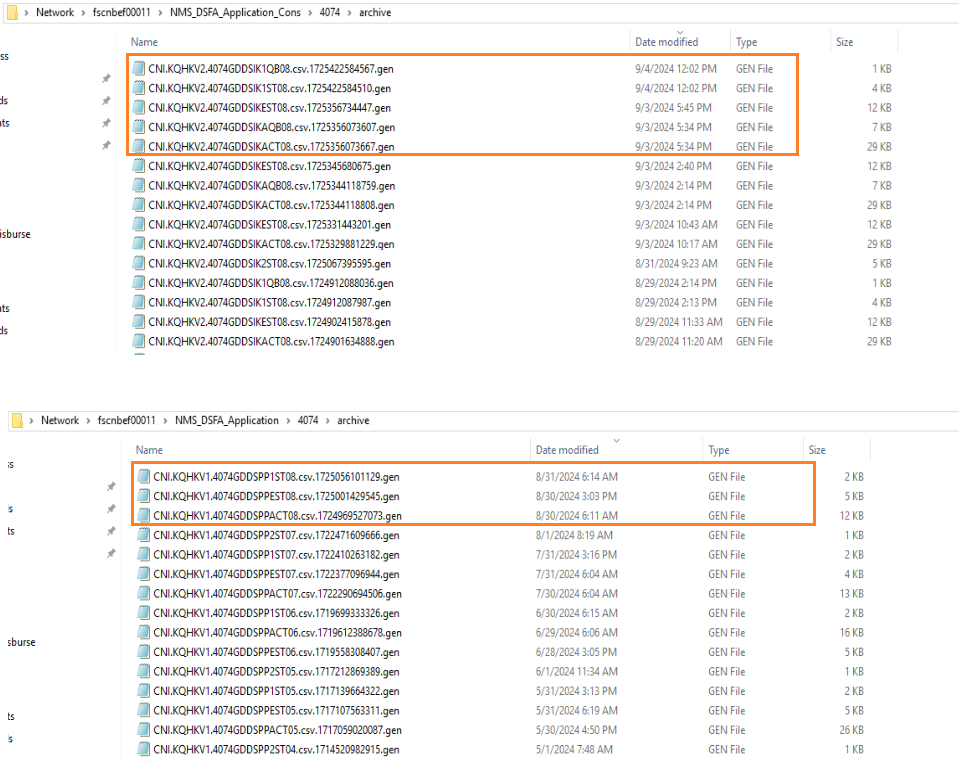 Network › fscnbef00011 › NMS_DSFA_Application_Cons › 4074 › archive
Name Date modified Type Size
ss
CNI.KQHKV2.4074GDDSIK1QB08.csv.1725422584567.gen 9/4/2024 12:02 PM GEN File 1 KB
CNI.KQHKV2.4074GDDSIK1ST08.csv.1725422584510.gen 9/4/2024 12:02 PM GEN File 4 KB
ds CNI.KQHKV2.4074GDDSIKEST08.csv.1725356734447.gen 9/3/2024 5:45 PM GEN File 12 KB
nts CNI.KQHKV2.4074GDDSIKAQB08.csv.1725356073607.gen 9/3/2024 5:34 PM GEN File 7 KB
CNI.KQHKV2.4074GDDSIKACT08.csv.1725356073667.gen 9/3/2024 5:34 PM GEN File 29 KB
CNI.KQHKV2.4074GDDSIKEST08.csv.1725345680675.gen 9/3/2024 2:40 PM GEN File 12 KB
CNI.KQHKV2.4074GDDSIKAQB08.csv.1725344118759.gen 9/3/2024 2:14 PM GEN File 7 KB
CNI.KQHKV2.4074GDDSIKACT08.csv.1725344118808.gen 9/3/2024 2:14 PM GEN File 29 KB
isburse CNI.KQHKV2.4074GDDSIKEST08.csv.1725331443201.gen 9/3/2024 10:43 AM GEN File 12 KB
CNI.KQHKV2.4074GDDSIKACT08.csv.1725329881229.gen 9/3/2024 10:17 AM GEN File 29 KB
CNI.KQHKV2.4074GDDSIK2ST08.csv.1725067395595.gen 8/31/2024 9:23 AM GEN File 5 KB
CNI.KQHKV2.4074GDDSIK1QB08.csv.1724912088036.gen 8/29/2024 2:14 PM GEN File 1 KB
nts CNI.KQHKV2.4074GDDSIK1ST08.csv.1724912087987.gen 8/29/2024 2:13 PM GEN File 4 KB
ds CNI.KQHKV2.4074GDDSIKEST08.csv.1724902415878.gen 8/29/2024 11:33 AM GEN File 12 KB
CNI.KQHKV2.4074GDDSIKACT08.csv.1724901634888.gen 8/29/2024 11:20 AM GEN File 29 KB
Network › fscnbef00011 › NMS_DSFA_Application › 4074 › archive
Name Date modified Type Size
ss CNI.KQHKV1.4074GDDSPP1ST08.csv.1725056101129.gen 8/31/2024 6:14 AM GEN File 2 KB
CNI.KQHKV1.4074GDDSPPEST08.csv.1725001429545.gen 8/30/2024 3:03 PM GEN File 5 KB
ls CNI.KQHKV1.4074GDDSPPACT08.csv.1724969527073.gen 8/30/2024 6:11 AM GEN File 12 KB
ts CNI.KQHKV1.4074GDDSPP2ST07.csv.1722471609666.gen 8/1/2024 8:19 AM GEN File 1 KB
CNI.KQHKV1.4074GDDSPP1ST07.csv.1722410263182.gen 7/31/2024 3:16 PM GEN File 2 KB
CNI.KQHKV1.4074GDDSPPEST07.csv.1722377096944.gen 7/31/2024 6:04 AM GEN File 4 KB
CNI.KQHKV1.4074GDDSPPACT07.csv.1722290694506.gen 7/30/2024 6:04 AM GEN File 13 KB
CNI.KQHKV1.4074GDDSPP1ST06.csv.1719699333326.gen 6/30/2024 6:15 AM GEN File 2 KB
CNI.KQHKV1.4074GDDSPPACT06.csv.1719612388678.gen 6/29/2024 6:06 AM GEN File 16 KB
sburse CNI.KQHKV1.4074GDDSPPEST06.csv.1719558308407.gen 6/28/2024 3:05 PM GEN File 5 KB
CNI.KQHKV1.4074GDDSPP2ST05.csv.1717212869389.gen 6/1/2024 11:34 AM GEN File 1 KB
CNI.KQHKV1.4074GDDSPP1ST05.csv.1717139664322.gen 5/31/2024 3:13 PM GEN File 2 KB
ts CNI.KQHKV1.4074GDDSPPEST05.csv.1717107563311.gen 5/31/2024 6:19 AM GEN File 5 KB
CNI.KQHKV1.4074GDDSPPACT05.csv.1717059020087.gen 5/30/2024 4:50 PM GEN File 26 KB
ls CNI.KQHKV1.4074GDDSPP2ST04.csv.1714520982915.gen 5/1/2024 7:48 AM GEN File 1 KB